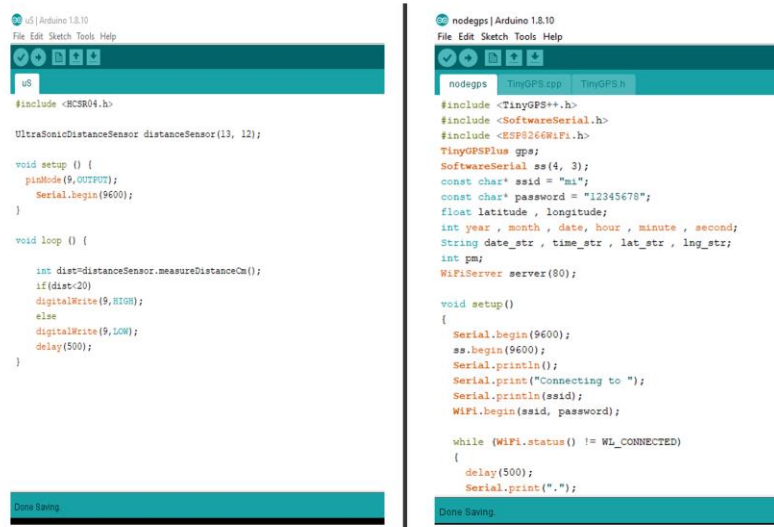 uS | Arduino 1.8.10
File Edit Sketch Tools Help
uS
#include <HCSR04.h>
UltraSonicDistanceSensor distanceSensor(13, 12);
void setup () {
pinMode(9,OUTPUT);
Serial.begin(9600);
}
void loop () {
int dist=distanceSensor.measureDistanceCm();
if(dist<20)
digitalWrite(9,HIGH);
else
digitalWrite(9,LOW);
delay(500);
}
Done Saving.
nodegps | Arduino 1.8.10
File Edit Sketch Tools Help
nodegps TinyGPS.cpp TinyGPS.h
#include <TinyGPS++.h>
#include <SoftwareSerial.h>
#include <ESP8266WiFi.h>
TinyGPSPlus gps;
SoftwareSerial ss(4, 3);
const char* ssid = "mi";
const char* password = "12345678";
float latitude , longitude;
int year , month , date, hour , minute , second;
String date_str , time_str , lat_str , lng_str;
int pm;
WiFiServer server(80);
void setup()
{
Serial.begin(9600);
ss.begin(9600);
Serial.println();
Serial.print("Connecting to ");
Serial.println(ssid);
WiFi.begin(ssid, password);
while (WiFi.status() != WL_CONNECTED)
{
delay(500);
Serial.print(".");
Done Saving.